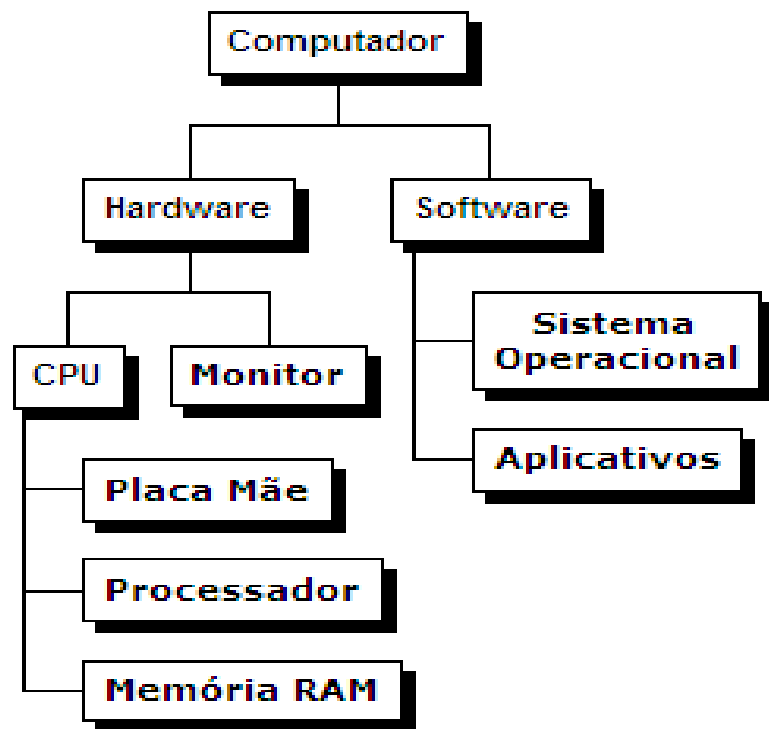 Computador
Hardware
Software
Sistema
Operacional
CPU
Monitor
Aplicativos
Placa Mãe
Processador
Memória RAM